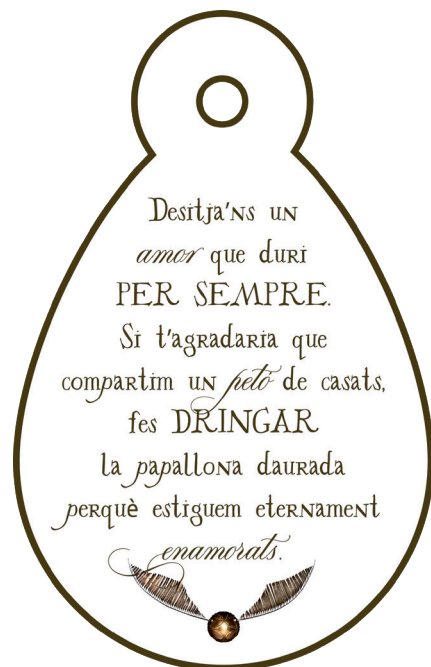 Desitja'ns un
amor que duri
PER SEMPRE.
Si t'agradaria que
compartim un petó de casats,
fes DRINGAR
la papallona daurada
perquè estiguem eternament
enamorats.